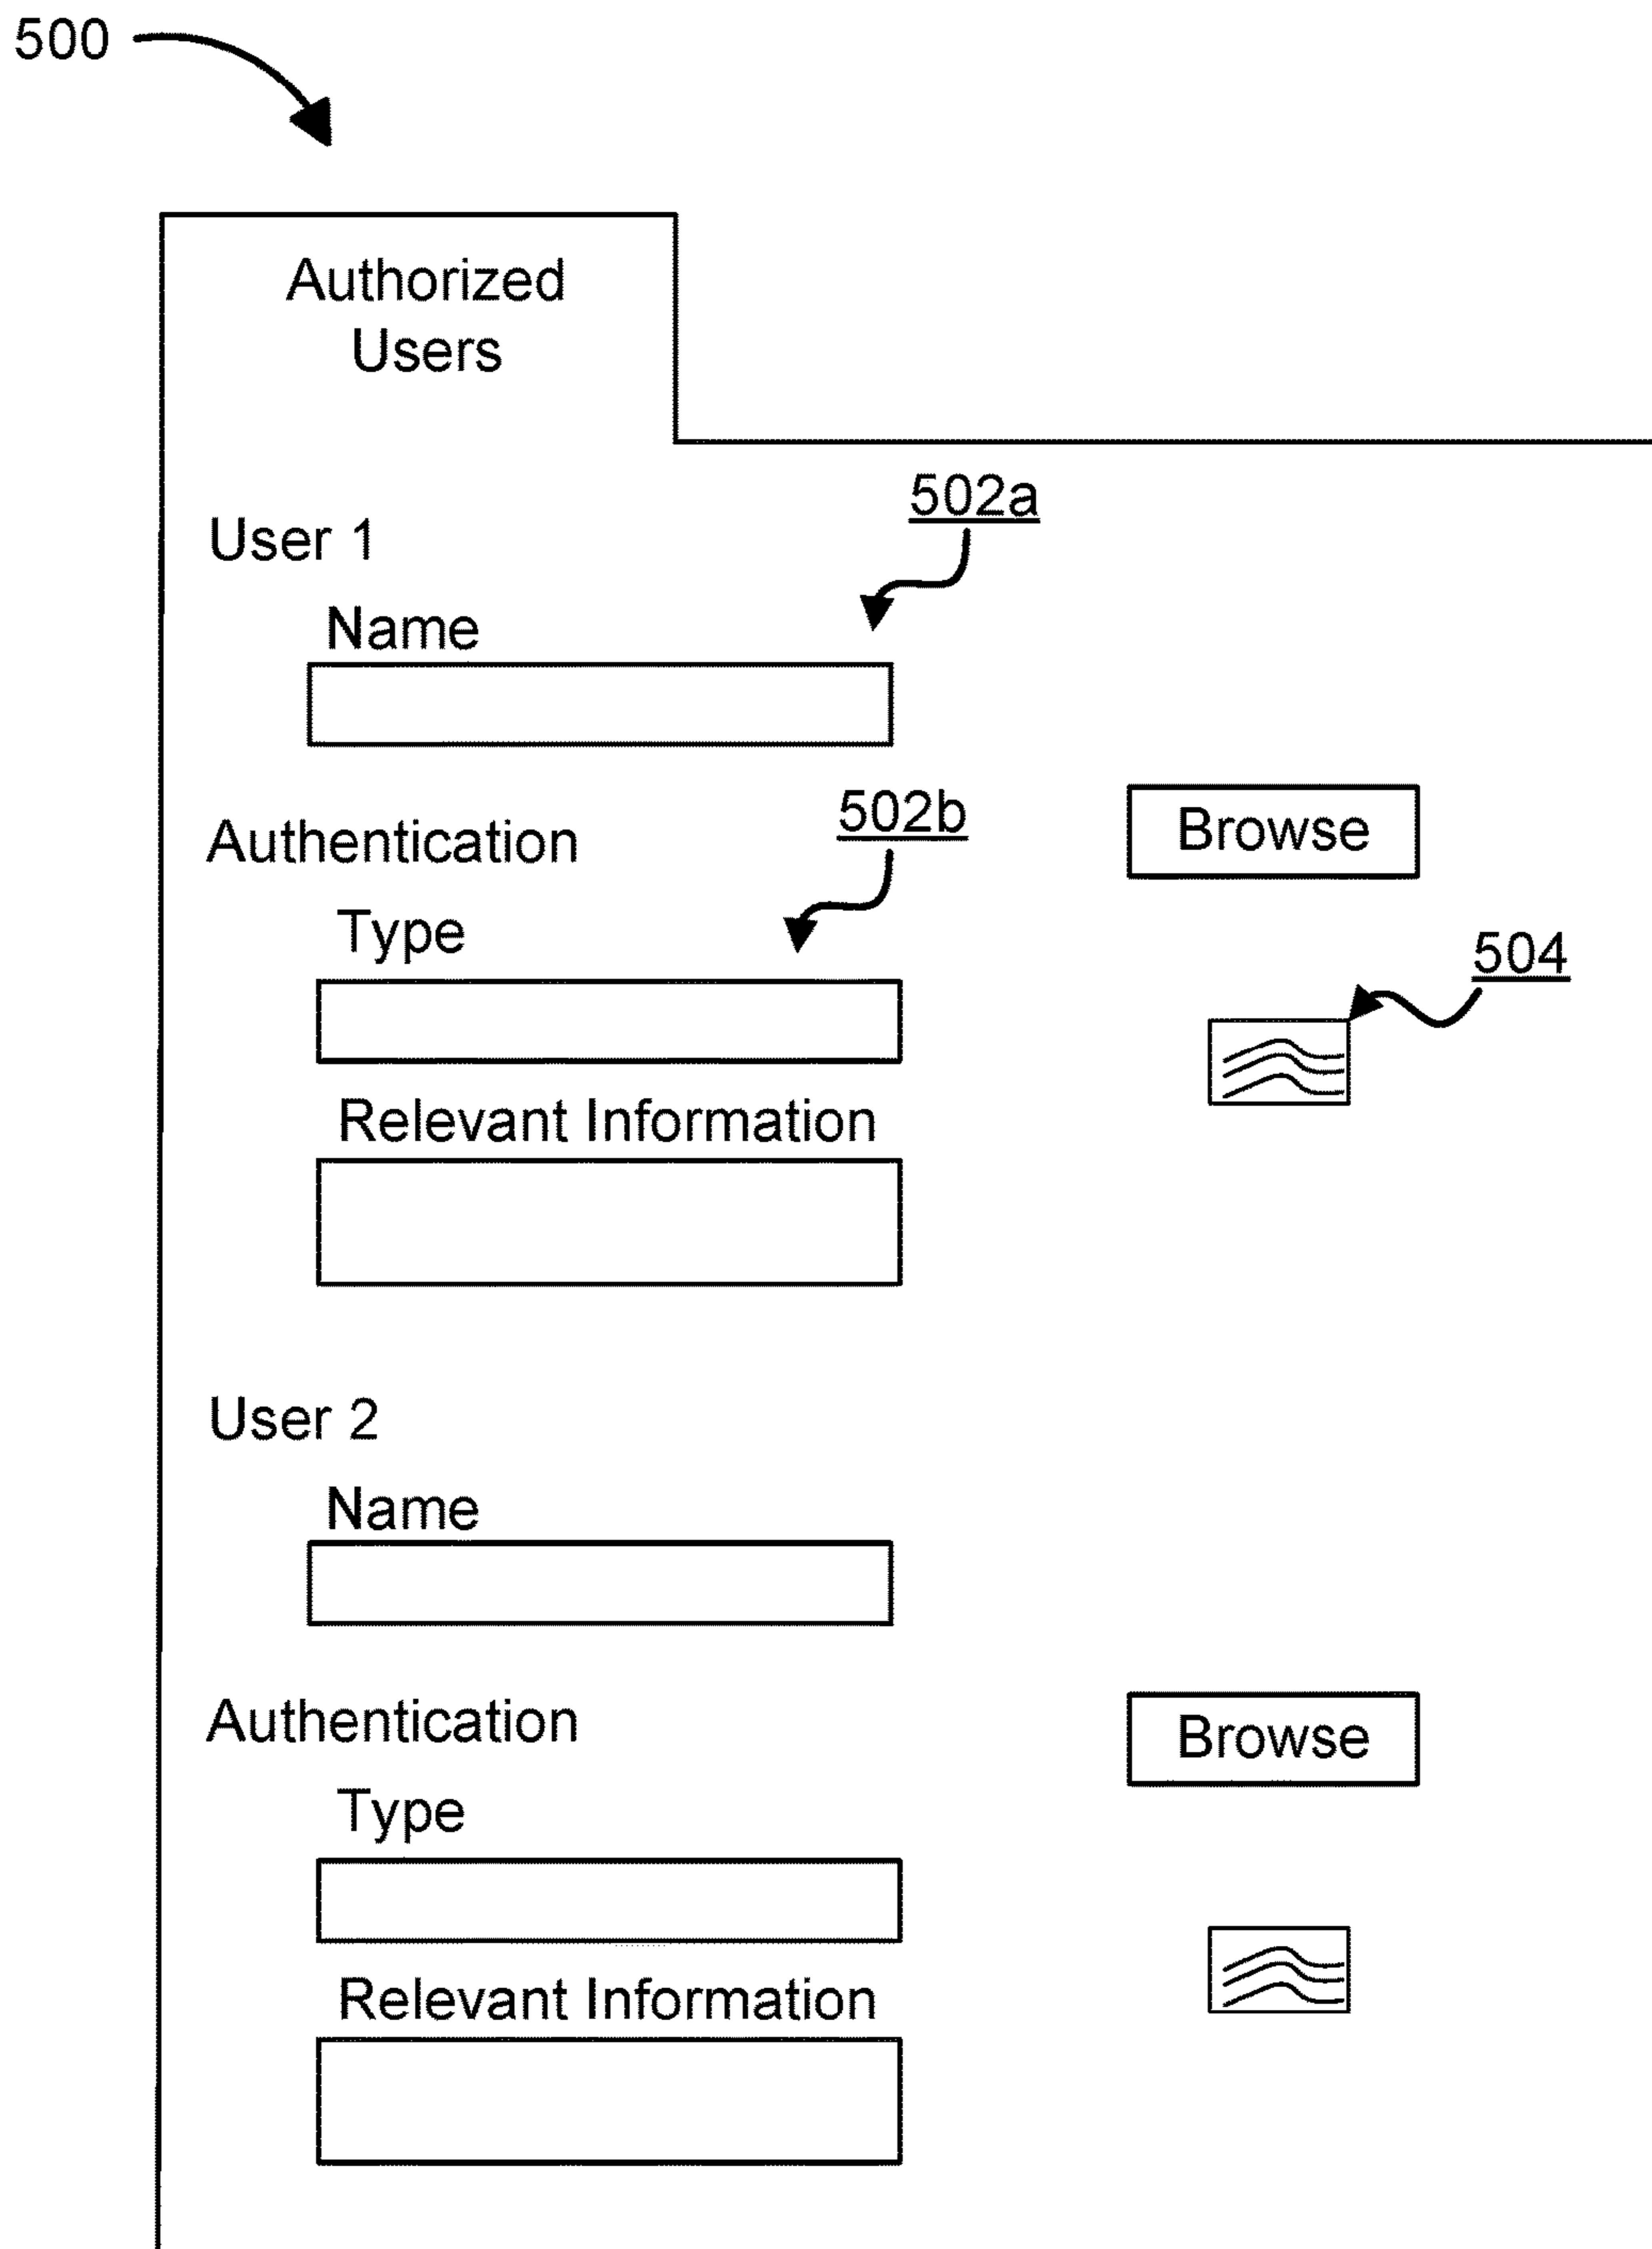 500
Authorized
Users
502a
User 1
Name
502b
Browse
Authentication
Type
504
Relevant Information
User 2
Name
Authentication
Browse
Type
Relevant Information